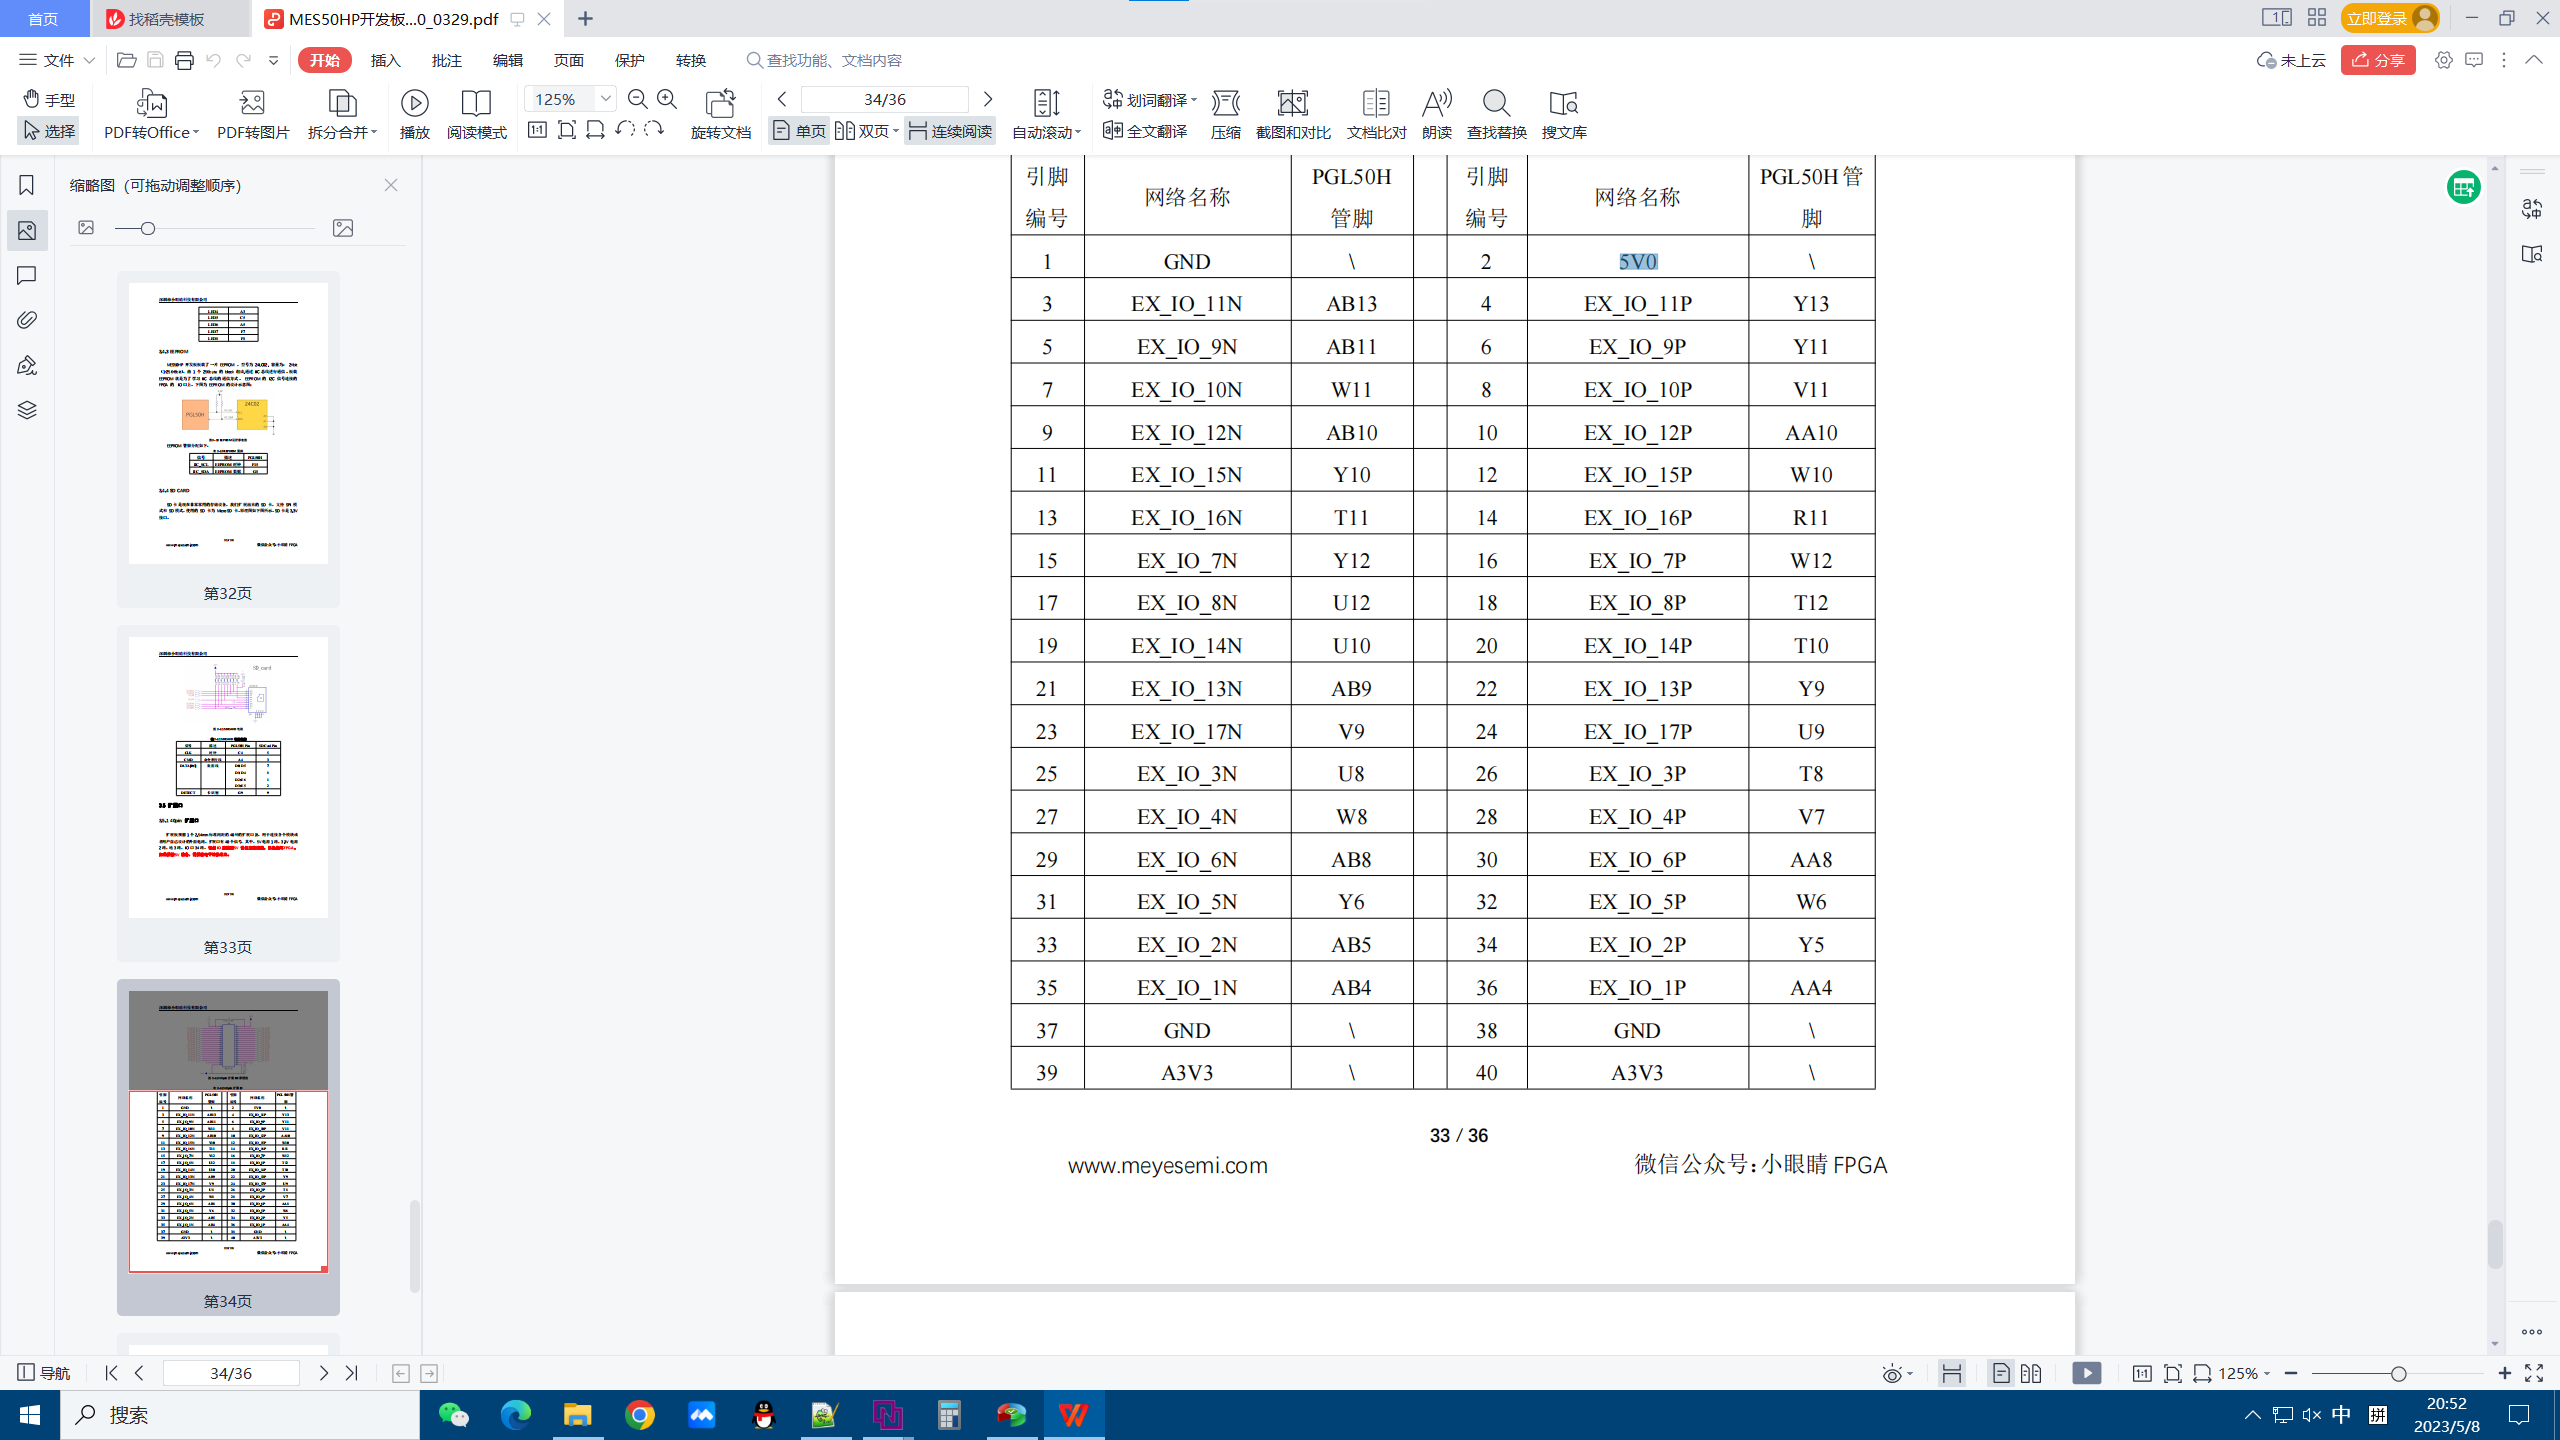 首页
找稻壳模板
MES50HP开发板...0_0329.pdf
立即登录
文件
开始
插入
批注
编辑
页面
保护
转换
查找功能、文档内容
未上云
分享
手型
选择
PDF转Office
PDF转图片
拆分合并
播放
阅读模式
125%
旋转文档
34/36
单页
双页
连续阅读
自动滚动
划词翻译
全文翻译
压缩
截图和对比
文档比对
朗读
查找替换
搜文库
缩略图（可拖动调整顺序）
第32页
第33页
第34页
引脚编号 网络名称 PGL50H管脚 引脚编号 网络名称 PGL50H管脚
1 GND \ 2 5V0 \
3 EX_IO_11N AB13 4 EX_IO_11P Y13
5 EX_IO_9N AB11 6 EX_IO_9P Y11
7 EX_IO_10N W11 8 EX_IO_10P V11
9 EX_IO_12N AB10 10 EX_IO_12P AA10
11 EX_IO_15N Y10 12 EX_IO_15P W10
13 EX_IO_16N T11 14 EX_IO_16P R11
15 EX_IO_7N Y12 16 EX_IO_7P W12
17 EX_IO_8N U12 18 EX_IO_8P T12
19 EX_IO_14N U10 20 EX_IO_14P T10
21 EX_IO_13N AB9 22 EX_IO_13P Y9
23 EX_IO_17N V9 24 EX_IO_17P U9
25 EX_IO_3N U8 26 EX_IO_3P T8
27 EX_IO_4N W8 28 EX_IO_4P V7
29 EX_IO_6N AB8 30 EX_IO_6P AA8
31 EX_IO_5N Y6 32 EX_IO_5P W6
33 EX_IO_2N AB5 34 EX_IO_2P Y5
35 EX_IO_1N AB4 36 EX_IO_1P AA4
37 GND \ 38 GND \
39 A3V3 \ 40 A3V3 \
33 / 36
www.meyesemi.com
微信公众号：小眼睛 FPGA
导航
34/36
125%
搜索
中
拼
20:52
2023/5/8